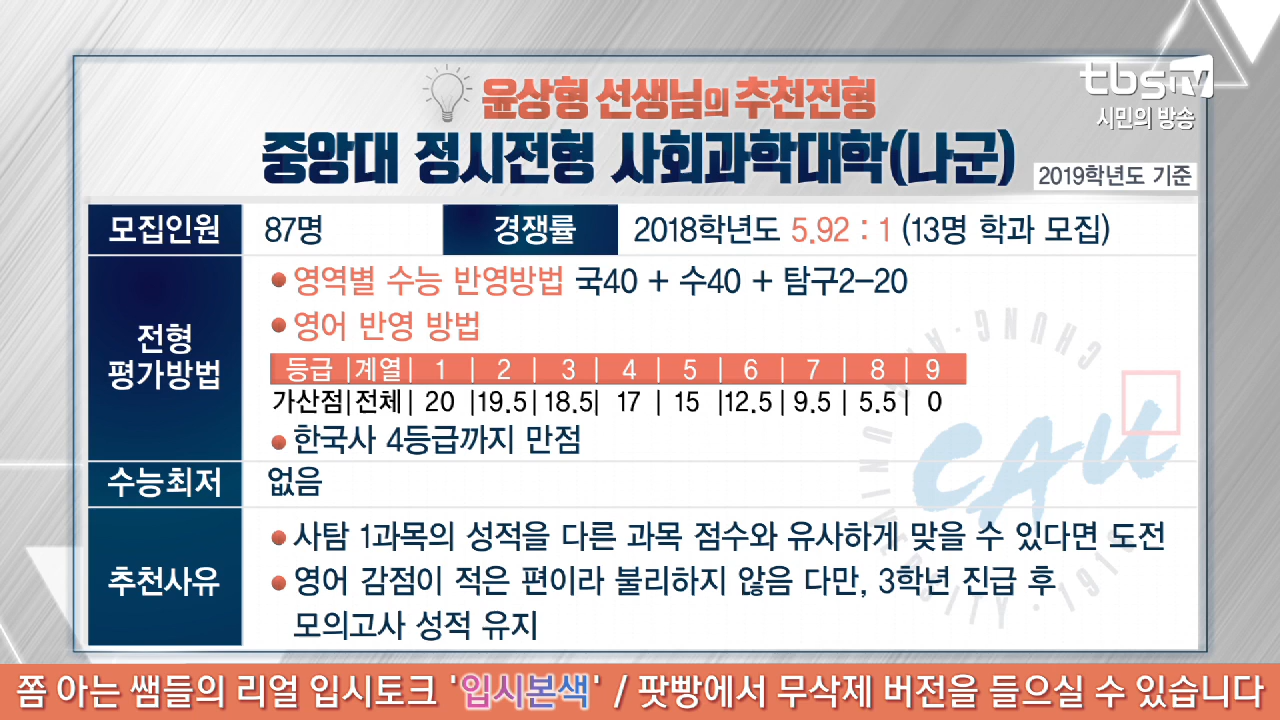 윤상형 선생님의 추천전형
tbs TV
시민의 방송
중앙대 정시전형 사회과학대학(나군)
2019학년도 기준
모집인원 87명 경쟁률 2018학년도 5.92 : 1 (13명 학과 모집)
전형
평가방법
● 영역별 수능 반영방법 국40 + 수40 + 탐구2-20
● 영어 반영 방법
등급 | 계열 | 1 | 2 | 3 | 4 | 5 | 6 | 7 | 8 | 9
가산점 | 전체 | 20 | 19.5 | 18.5 | 17 | 15 | 12.5 | 9.5 | 5.5 | 0
● 한국사 4등급까지 만점
수능최저 없음
추천사유
● 사탐 1과목의 성적을 다른 과목 점수와 유사하게 맞을 수 있다면 도전
● 영어 감점이 적은 편이라 불리하지 않음 다만, 3학년 진급 후
모의고사 성적 유지
CAU
쫌 아는 쌤들의 리얼 입시토크 '입시본색' / 팟빵에서 무삭제 버전을 들으실 수 있습니다